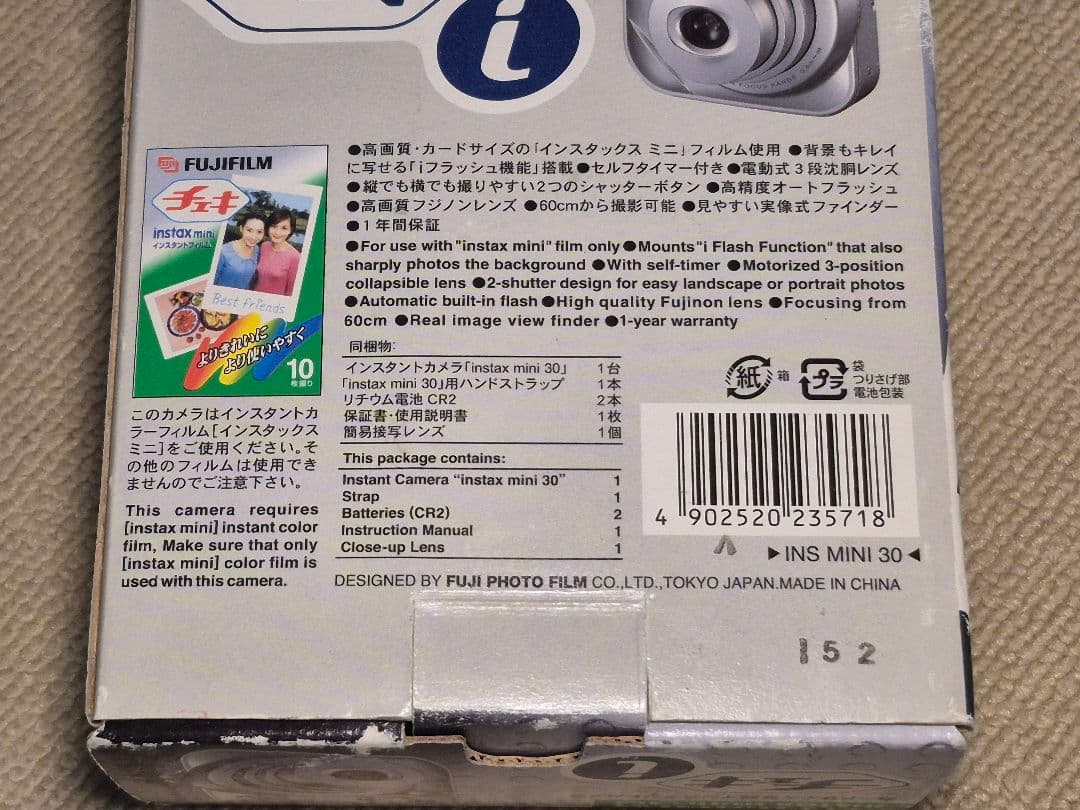 i
FOCUS RANGE 0.6m~∞
●高画質・カードサイズの「インスタックス ミニ」フィルム使用 ●背景もキレイ
に写せる「iフラッシュ機能」搭載 ●セルフタイマー付き ●電動式3段沈胴レンズ
●縦でも横でも撮りやすい2つのシャッターボタン ●高精度オートフラッシュ
●高画質フジノンレンズ ●60cmから撮影可能 ●見やすい実像式ファインダー
●1年間保証
●For use with "instax mini" film only ●Mounts "i Flash Function" that also
sharply photos the background ●With self-timer ●Motorized 3-position
collapsible lens ●2-shutter design for easy landscape or portrait photos
●Automatic built-in flash ●High quality Fujinon lens ●Focusing from
60cm ●Real image view finder ●1-year warranty
FUJI FUJIFILM
チェキ
instax mini
インスタントフィルム
Best friends
よりきれいに
より使いやすく
10
枚撮り
このカメラはインスタントカ
ラーフィルム[インスタックス
ミニ]をご使用ください。そ
の他のフィルムは使用でき
ませんのでご注意下さい。
This camera requires
[instax mini] instant color
film, Make sure that only
[instax mini] color film is
used with this camera.
同梱物:
インスタントカメラ「instax mini 30」 1台
「instax mini 30」用ハンドストラップ 1本
リチウム電池 CR2 2本
保証書・使用説明書 1枚
簡易接写レンズ 1個
This package contains:
Instant Camera “instax mini 30” 1
Strap 1
Batteries (CR2) 2
Instruction Manual 1
Close-up Lens 1
紙 箱
プラ 袋
つりさげ部
電池包装
4 902520 235718
▶INS MINI 30◀
DESIGNED BY FUJI PHOTO FILM CO.,LTD.,TOKYO JAPAN.MADE IN CHINA
152
i